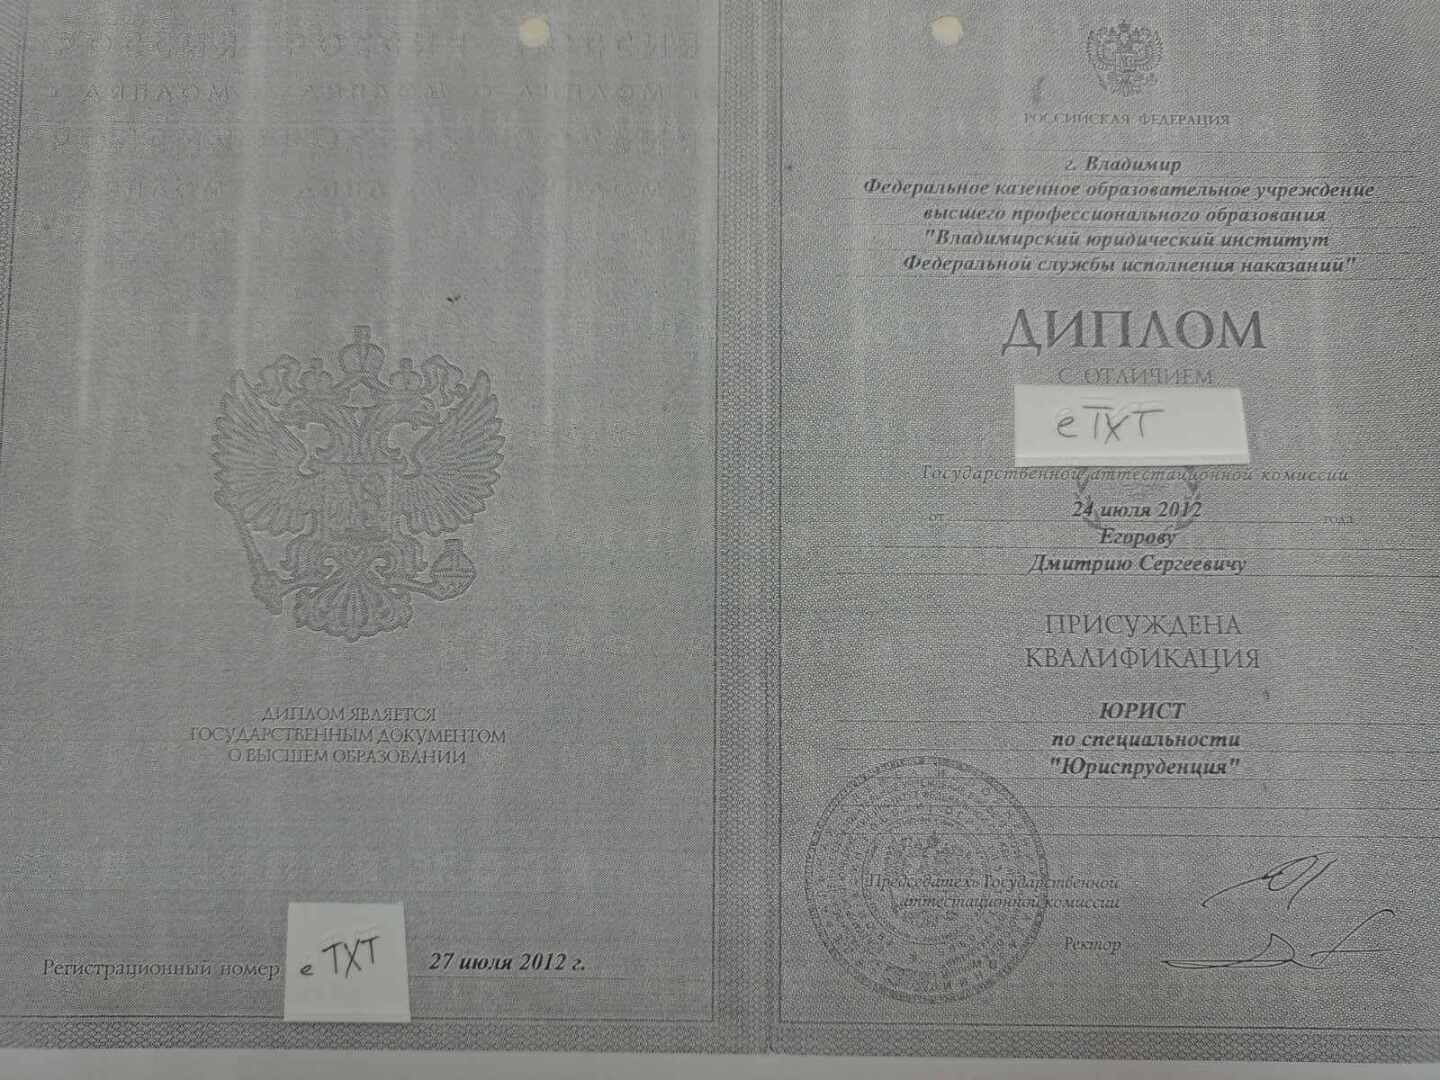 ДИПЛОМ ЯВЛЯЕТСЯ
ГОСУДАРСТВЕННЫМ ДОКУМЕНТОМ
О ВЫСШЕМ ОБРАЗОВАНИИ
Регистрационный номер eTXT 27 июля 2012 г.
РОССИЙСКАЯ ФЕДЕРАЦИЯ
г. Владимир
Федеральное казенное образовательное учреждение
высшего профессионального образования
"Владимирский юридический институт
Федеральной службы исполнения наказаний"
ДИПЛОМ
С ОТЛИЧИЕМ
eTXT
Государственной аттестационной комиссии
от 24 июля 2012 года
Егорову
Дмитрию Сергеевичу
ПРИСУЖДЕНА
КВАЛИФИКАЦИЯ
ЮРИСТ
по специальности
"Юриспруденция"
Председатель Государственной
аттестационной комиссии
Ректор